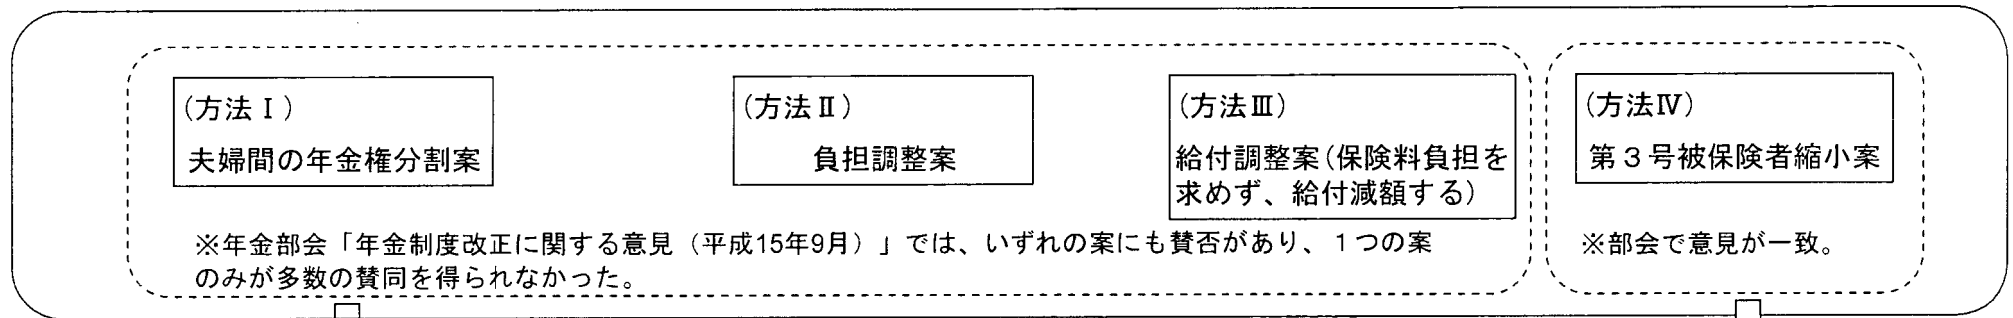 (方法Ⅰ)
夫婦間の年金権分割案
(方法Ⅱ)
負担調整案
(方法Ⅲ)
給付調整案(保険料負担を
求めず、給付減額する)
※年金部会「年金制度改正に関する意見(平成15年9月)」では、いずれの案にも賛否があり、1つの案
のみが多数の賛同を得られなかった。
(方法Ⅳ)
第3号被保険者縮小案
※部会で意見が一致。